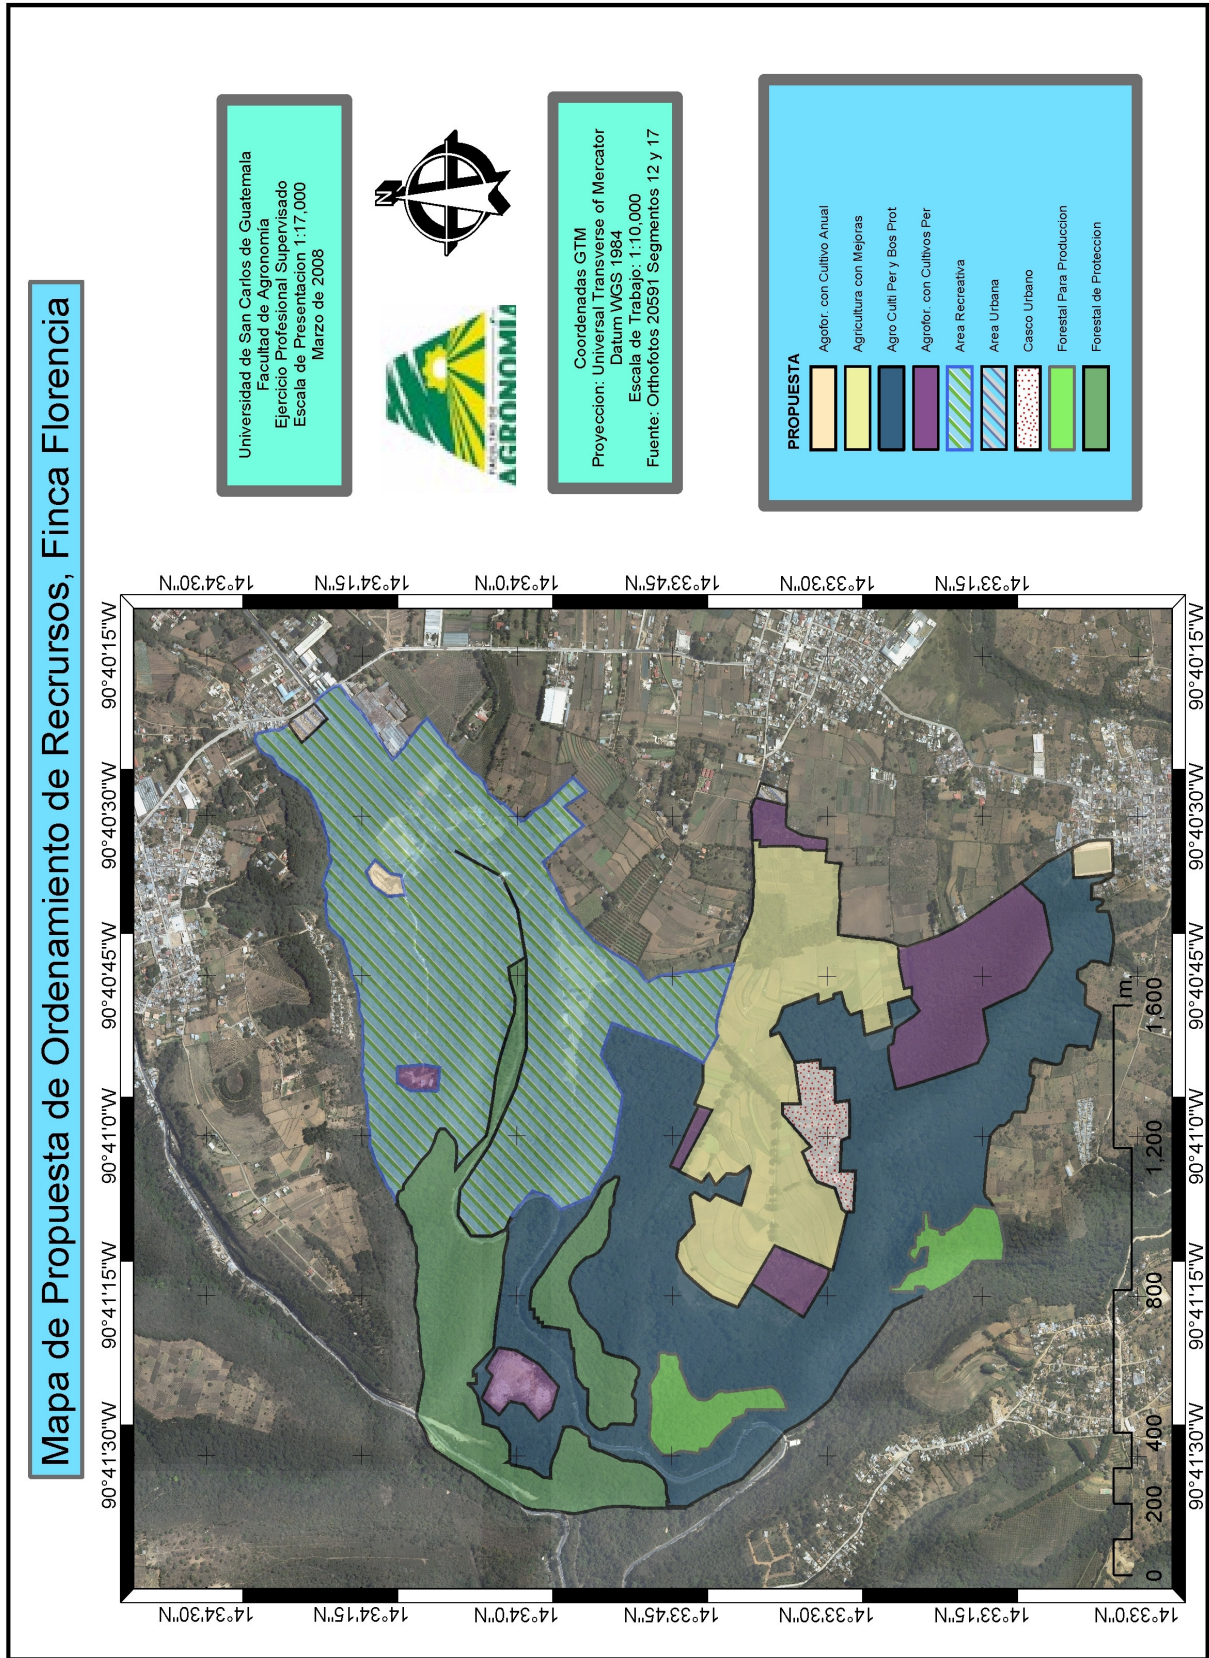 Mapa de Propuesta de Ordenamiento de Recrursos, Finca Florencia
90°41'30"W
90°41'15"W
90°41'0"W
90°40'45"W
90°40'30"W
90°40'15"W
14°34'30"N
14°34'15"N
14°34'0"N
14°33'45"N
14°33'30"N
14°33'15"N
14°33'0"N
14°34'30"N
14°34'15"N
14°34'0"N
14°33'45"N
14°33'30"N
14°33'15"N
0 200 400 800 1,200 1,600
m.
90°41'30"W
90°41'15"W
90°41'0"W
90°40'45"W
90°40'30"W
90°40'15"W
Universidad de San Carlos de Guatemala
Facultad de Agronomia
Ejercicio Profesional Supervisado
Escala de Presentacion 1:17,000
Marzo de 2008
FACULTAD DE
AGRONOMIA
N
Coordenadas GTM
Proyeccion: Universal Transverse of Mercator
Datum WGS 1984
Escala de Trabajo: 1:10,000
Fuente: Orthofotos 20591 Segmentos 12 y 17
PROPUESTA
Agofor. con Cultivo Anual
Agricultura con Mejoras
Agro Culti Per y Bos Prot
Agrofor. con Cultivos Per
Area Recreativa
Area Urbana
Casco Urbano
Forestal Para Produccion
Forestal de Proteccion